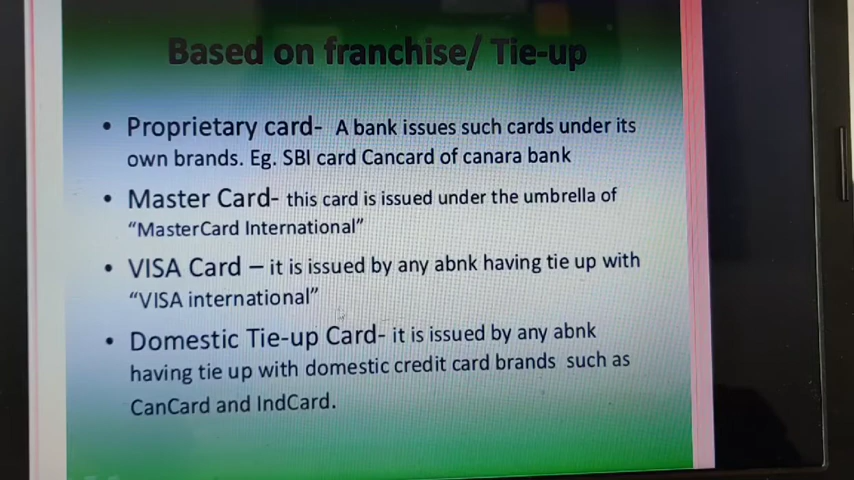 Based on franchise/ Tie-up
• Proprietary card- A bank issues such cards under its
own brands. Eg. SBI card Cancard of canara bank
• Master Card- this card is issued under the umbrella of
“MasterCard International”
• VISA Card – it is issued by any abnk having tie up with
“VISA international”
• Domestic Tie-up Card- it is issued by any abnk
having tie up with domestic credit card brands such as
CanCard and IndCard.